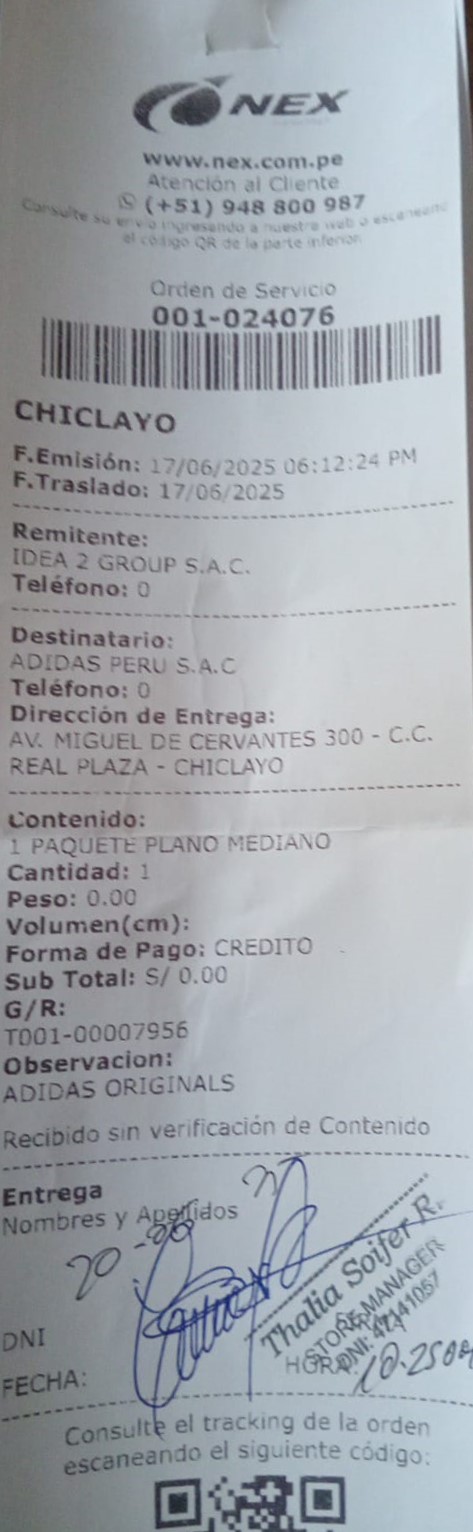 NEX
www.nex.com.pe
Atención al Cliente
(+51) 948 800 987
Consulte su envío ingresando a nuestra web o escaneand
el código QR de la parte inferior
Orden de Servicio
001-024076
CHICLAYO
F.Emisión: 17/06/2025 06:12:24 PM
F.Traslado: 17/06/2025
Remitente:
IDEA 2 GROUP S.A.C.
Teléfono: 0
Destinatario:
ADIDAS PERU S.A.C
Teléfono: 0
Dirección de Entrega:
AV. MIGUEL DE CERVANTES 300 - C.C.
REAL PLAZA - CHICLAYO
Contenido:
1 PAQUETE PLANO MEDIANO
Cantidad: 1
Peso: 0.00
Volumen(cm):
Forma de Pago: CREDITO
Sub Total: S/ 0.00
G/R:
T001-00007956
Observacion:
ADIDAS ORIGINALS
Recibido sin verificación de Contenido
Entrega
Nombres y Apellidos
20-06
Thalia Soifer R.
STORE MANAGER
DNI
HORA:
FECHA:
Consulte el tracking de la orden
escaneando el siguiente código: